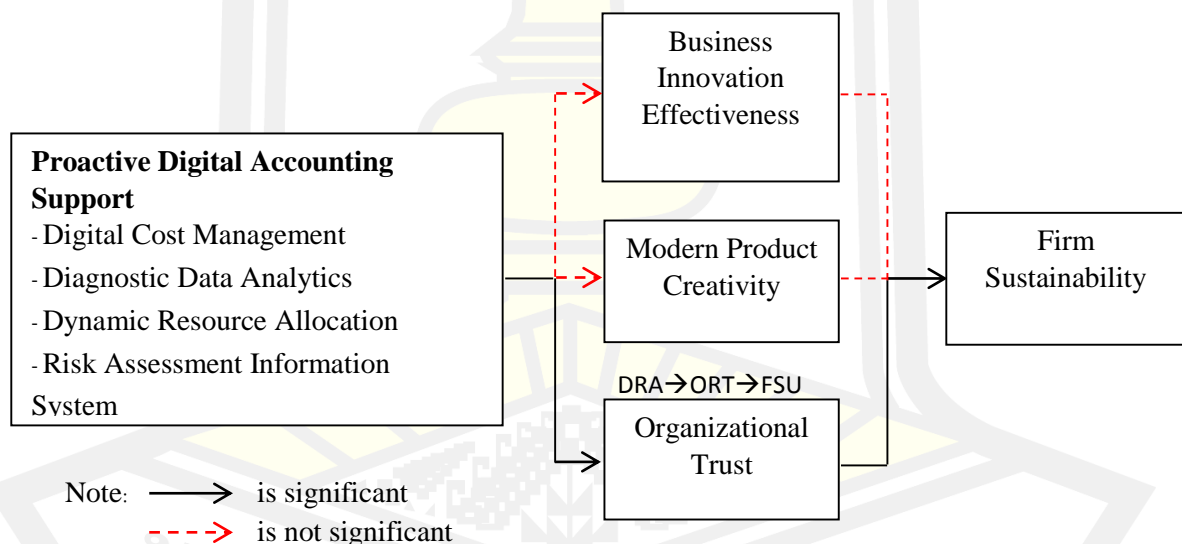 Proactive Digital Accounting
Support
- Digital Cost Management
- Diagnostic Data Analytics
- Dynamic Resource Allocation
- Risk Assessment Information
System
Business
Innovation
Effectiveness
Modern Product
Creativity
DRA→ORT→FSU
Organizational
Trust
Firm
Sustainability
Note: is significant
is not significant